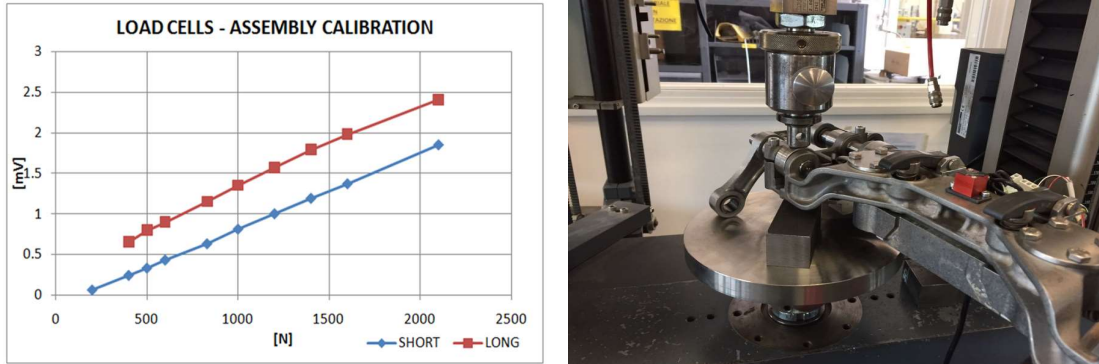 LOAD CELLS - ASSEMBLY CALIBRATION
3
2.5
2
1.5
1
0.5
0
[mV]
0 500 1000 1500 2000 2500
[N]
SHORT LONG